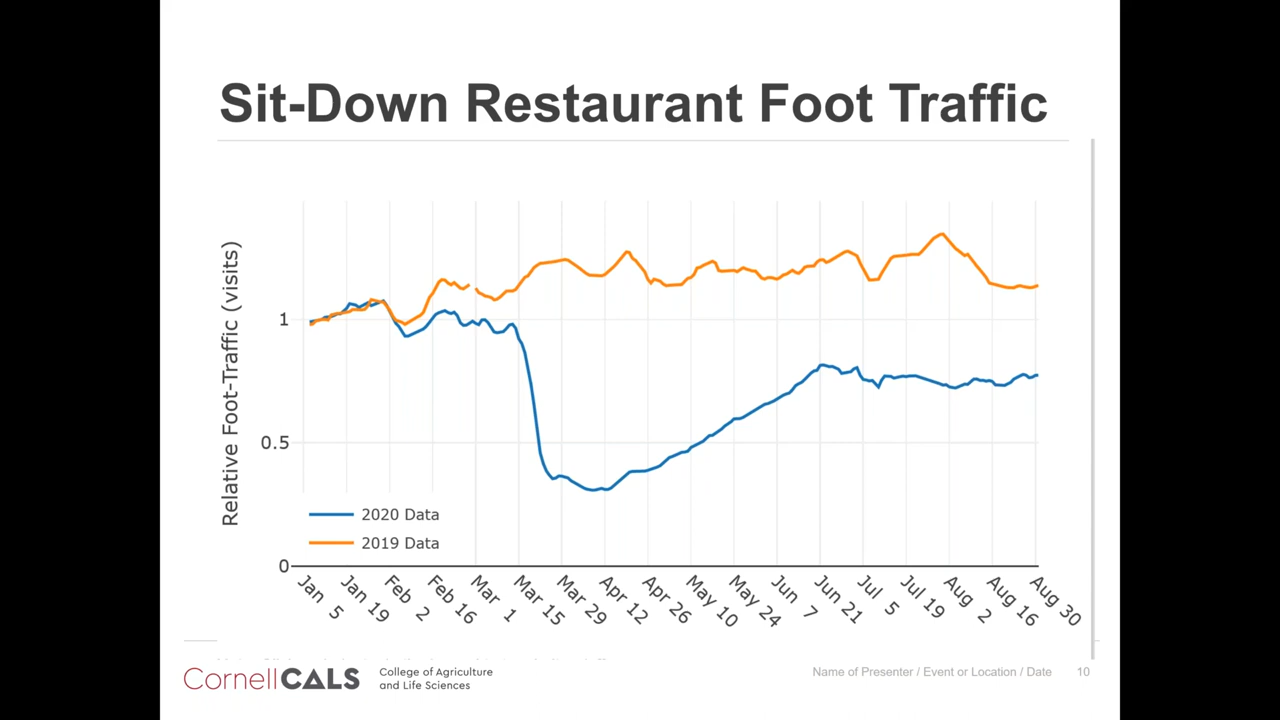 Sit-Down Restaurant Foot Traffic
Relative Foot-Traffic (visits)
1
0.5
0
2020 Data
2019 Data
Jan 5
Jan 19
Feb 2
Feb 16
Mar 1
Mar 15
Mar 29
Apr 12
Apr 26
May 10
May 24
Jun 7
Jun 21
Jul 5
Jul 19
Aug 2
Aug 16
Aug 30
CornellCALS
College of Agriculture
and Life Sciences
Name of Presenter / Event or Location / Date
10